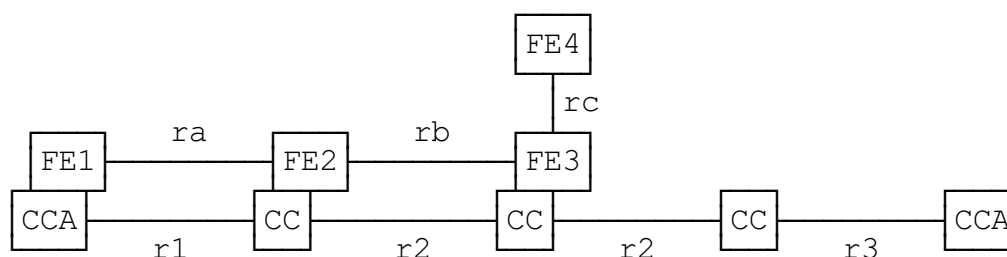 FE4
rc
ra rb
FE1 FE2 FE3
CCA CC CC CC CCA
r1 r2 r2 r3